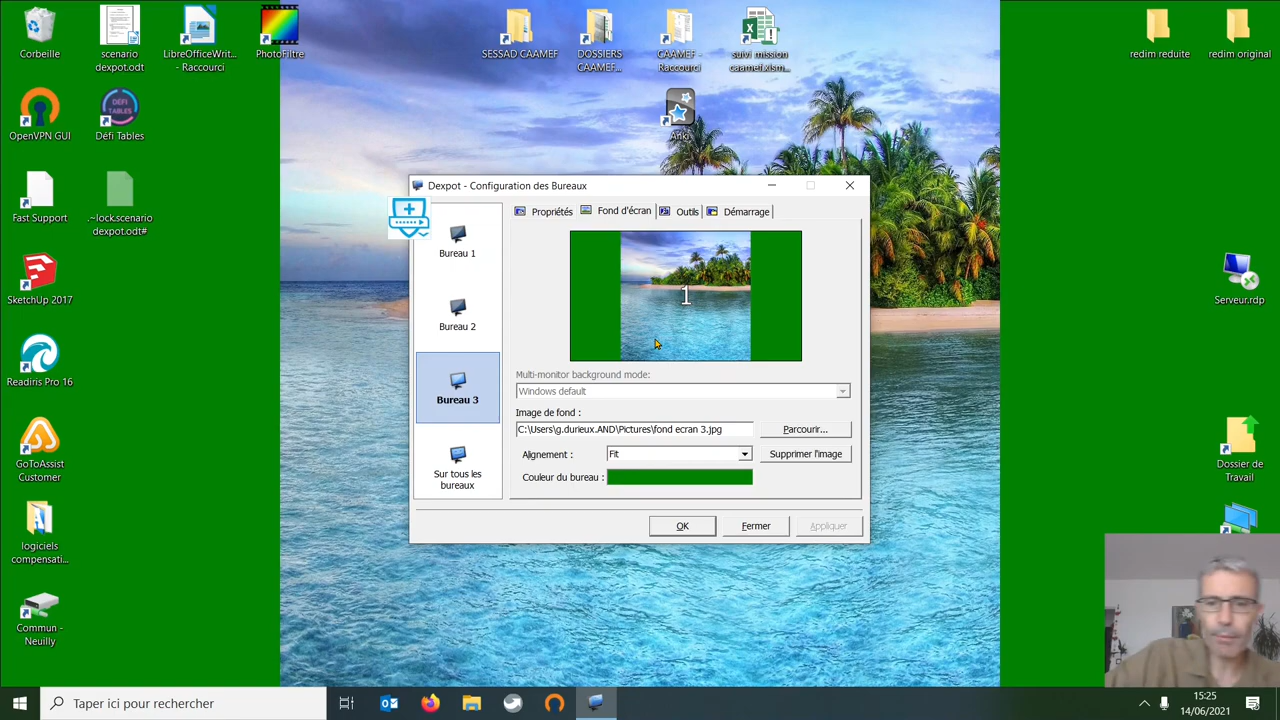 Corbeille
scenario
dexpot.odt
LibreOfficeWrit...
- Raccourci
PhotoFiltre
SESSAD CAAMEF
DOSSIERS
CAAMEF...
CAAMEF
Raccourci
suivi mission
caamef.xlsm...
redim reduite
redim original
OpenVPN GUI
DÉFI
TABLES
Défi Tables
Anki
Fast Support
.~lock.scenario
dexpot.odt#
SketchUp 2017
Readiris Pro 16
GoToAssist
Customer
logiciels
compensati...
Commun -
Neuilly
Dexpot - Configuration des Bureaux
Bureau 1
Bureau 2
Bureau 3
Sur tous les
bureaux
Propriétés
Fond d'écran
Outils
Démarrage
1
Multi-monitor background mode:
Windows default
Image de fond :
C:\Users\g.durieux.AND\Pictures\fond ecran 3.jpg
Parcourir...
Alignement :
Fit
Supprimer l'image
Couleur du bureau :
OK
Fermer
Appliquer
Serveur.rdp
Dossier de
Travail
Taper ici pour rechercher
15:25
14/06/2021